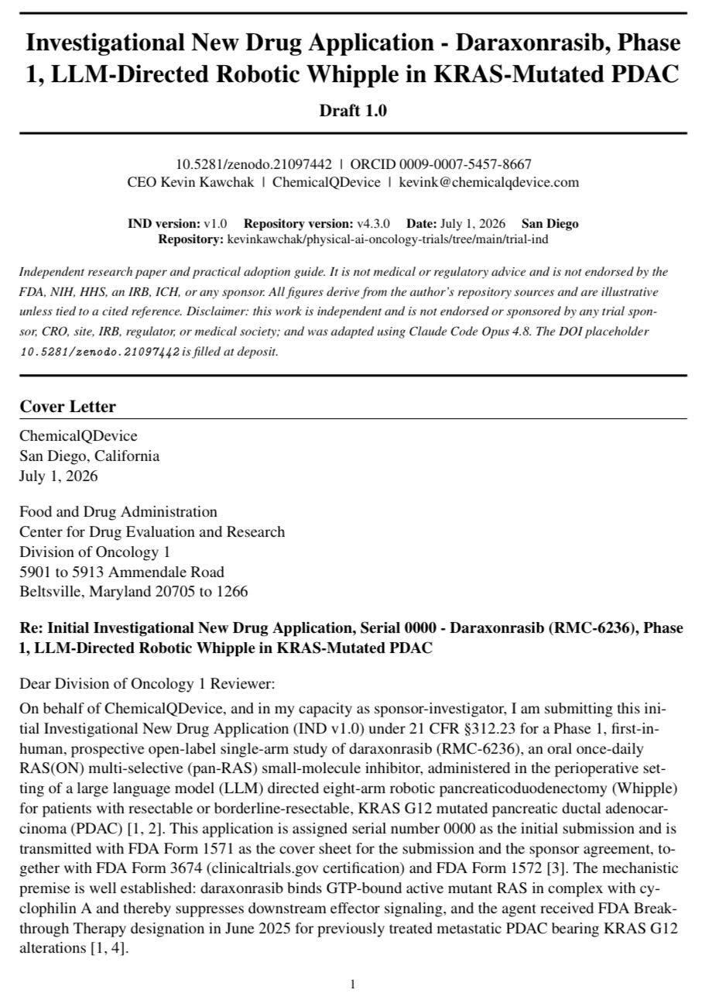 Investigational New Drug Application - Daraxonrasib, Phase
1, LLM-Directed Robotic Whipple in KRAS-Mutated PDAC
Draft 1.0
10.5281/zenodo.21097442 | ORCID 0009-0007-5457-8667
CEO Kevin Kawchak | ChemicalQDevice | kevink@chemicalqdevice.com
IND version: v1.0 Repository version: v4.3.0 Date: July 1, 2026 San Diego
Repository: kevinkawchak/physical-ai-oncology-trials/tree/main/trial-ind
Independent research paper and practical adoption guide. It is not medical or regulatory advice and is not endorsed by the
FDA, NIH, HHS, an IRB, ICH, or any sponsor. All figures derive from the author's repository sources and are illustrative
unless tied to a cited reference. Disclaimer: this work is independent and is not endorsed or sponsored by any trial spon-
sor, CRO, site, IRB, regulator, or medical society; and was adapted using Claude Code Opus 4.8. The DOI placeholder
10.5281/zenodo.21097442 is filled at deposit.
Cover Letter
ChemicalQDevice
San Diego, California
July 1, 2026
Food and Drug Administration
Center for Drug Evaluation and Research
Division of Oncology 1
5901 to 5913 Ammendale Road
Beltsville, Maryland 20705 to 1266
Re: Initial Investigational New Drug Application, Serial 0000 - Daraxonrasib (RMC-6236), Phase
1, LLM-Directed Robotic Whipple in KRAS-Mutated PDAC
Dear Division of Oncology 1 Reviewer:
On behalf of ChemicalQDevice, and in my capacity as sponsor-investigator, I am submitting this ini-
tial Investigational New Drug Application (IND v1.0) under 21 CFR §312.23 for a Phase 1, first-in-
human, prospective open-label single-arm study of daraxonrasib (RMC-6236), an oral once-daily
RAS(ON) multi-selective (pan-RAS) small-molecule inhibitor, administered in the perioperative set-
ting of a large language model (LLM) directed eight-arm robotic pancreaticoduodenectomy (Whipple)
for patients with resectable or borderline-resectable, KRAS G12 mutated pancreatic ductal adenocar-
cinoma (PDAC) [1, 2]. This application is assigned serial number 0000 as the initial submission and is
transmitted with FDA Form 1571 as the cover sheet for the submission and the sponsor agreement, to-
gether with FDA Form 3674 (clinicaltrials.gov certification) and FDA Form 1572 [3]. The mechanistic
premise is well established: daraxonrasib binds GTP-bound active mutant RAS in complex with cy-
clophilin A and thereby suppresses downstream effector signaling, and the agent received FDA Break-
through Therapy designation in June 2025 for previously treated metastatic PDAC bearing KRAS G12
alterations [1, 4].
1